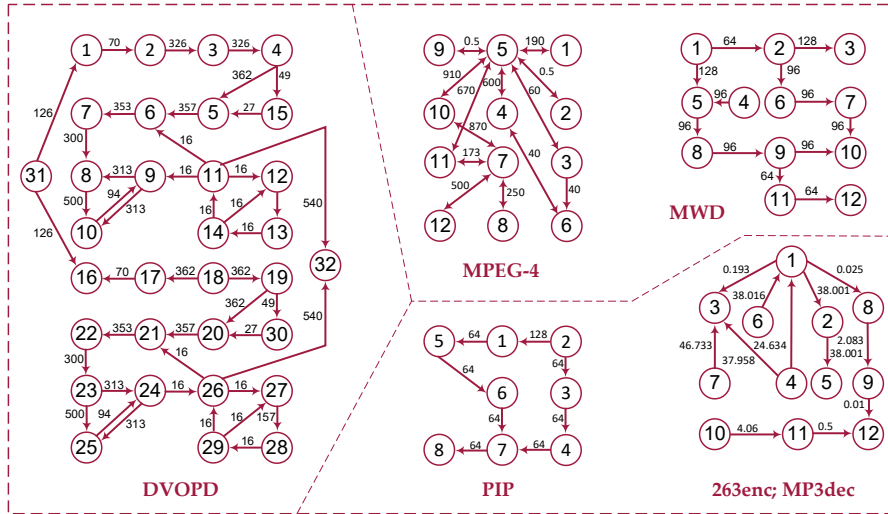 1 70 2 326 3 326 4
362 49
7 353 6 357 5 27 15
126
300 16
31 8 313 9 16 11 16 12
94
500 313 16 16 540
10 14 16 13
126 32
16 70 17 362 18 362 19
362 49 540
22 353 21 357 20 27 30
300 16
23 313 24 16 26 16 27
500 94 16 16 157
313
25 29 16 28
DVOPD
9 0.5 5 190 1
910 600 0.5
670 60
10 4 2
870 40
11 173 7 3
500 250 40
12 8 6
MPEG-4
1 64 2 128 3
128 96
5 96 4 6 96 7
96 96
8 96 9 96 10
64
11 64 12
MWD
5 64 1 128 2
64 64
6 3
64 64
8 64 7 64 4
PIP
1
0.193 0.025
38.016 38.001
3 6 2 8
46.733 37.958 24.634 2.083
38.001
7 4 5 9
0.01
10 4.06 11 0.5 12
263enc; MP3dec